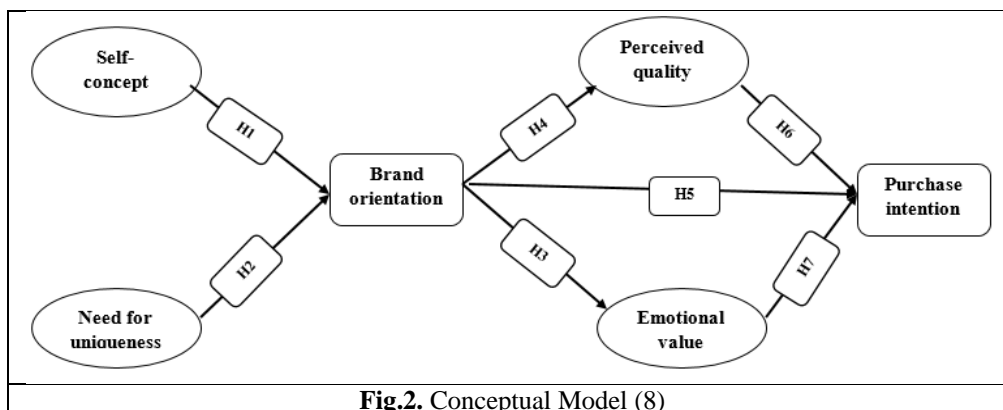 Self-
concept
H1
Need for
uniqueness
H2
Brand
orientation
H4
Perceived
quality
H6
H5
H3
Emotional
value
H7
Purchase
intention
Fig.2. Conceptual Model (8)